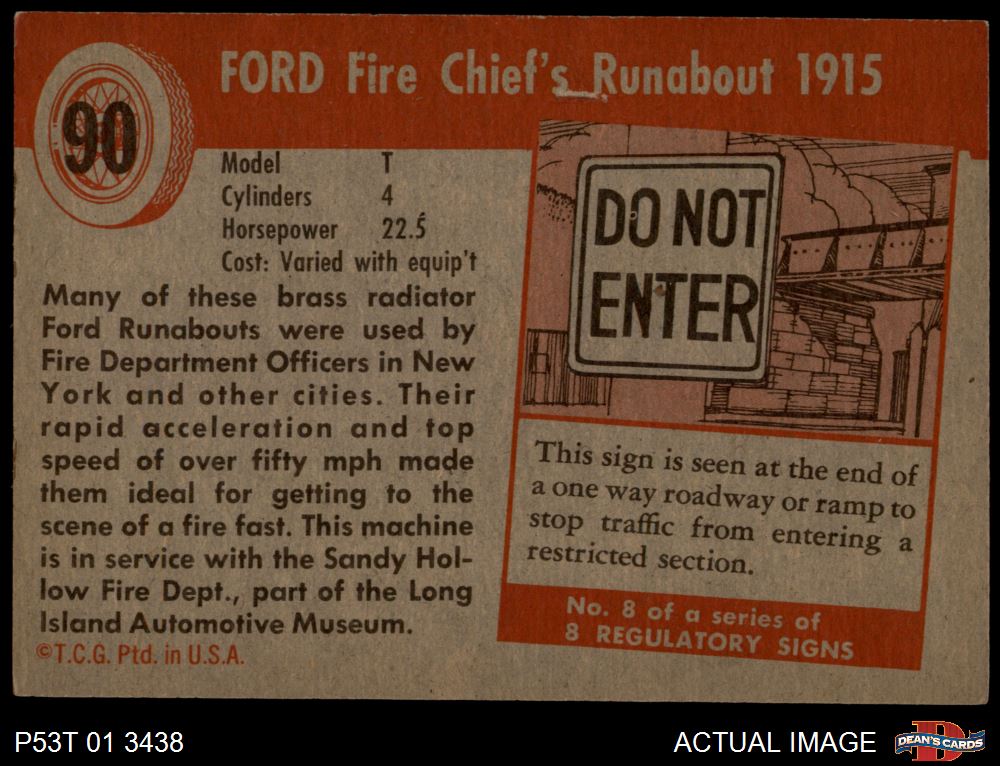 90
FORD Fire Chief's Runabout 1915
Model T
Cylinders 4
Horsepower 22.5
Cost: Varied with equip't
Many of these brass radiator
Ford Runabouts were used by
Fire Department Officers in New
York and other cities. Their
rapid acceleration and top
speed of over fifty mph made
them ideal for getting to the
scene of a fire fast. This machine
is in service with the Sandy Hol-
low Fire Dept., part of the Long
Island Automotive Museum.
©T.C.G. Ptd. in U.S.A.
DO NOT
ENTER
This sign is seen at the end of
a one way roadway or ramp to
stop traffic from entering a
restricted section.
No. 8 of a series of
8 REGULATORY SIGNS
P53T 01 3438
ACTUAL IMAGE
DEAN'S CARDS